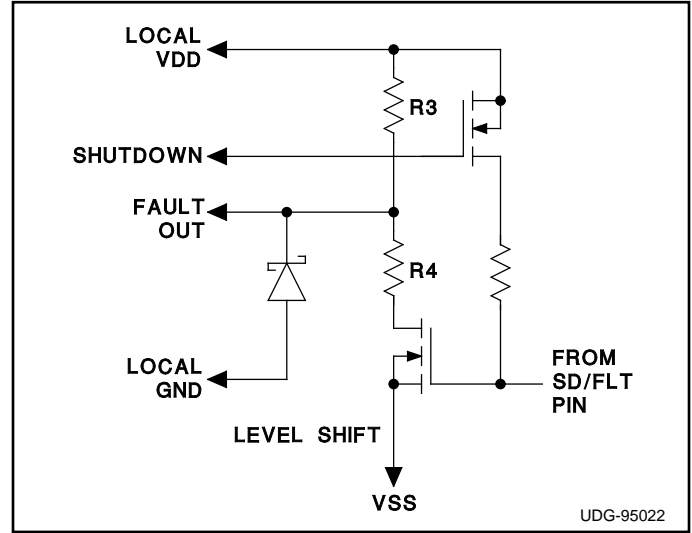 LOCAL
VDD
R3
SHUTDOWN
FAULT
OUT
R4
LOCAL
GND
FROM
SD/FLT
PIN
LEVEL SHIFT
VSS
UDG-95022